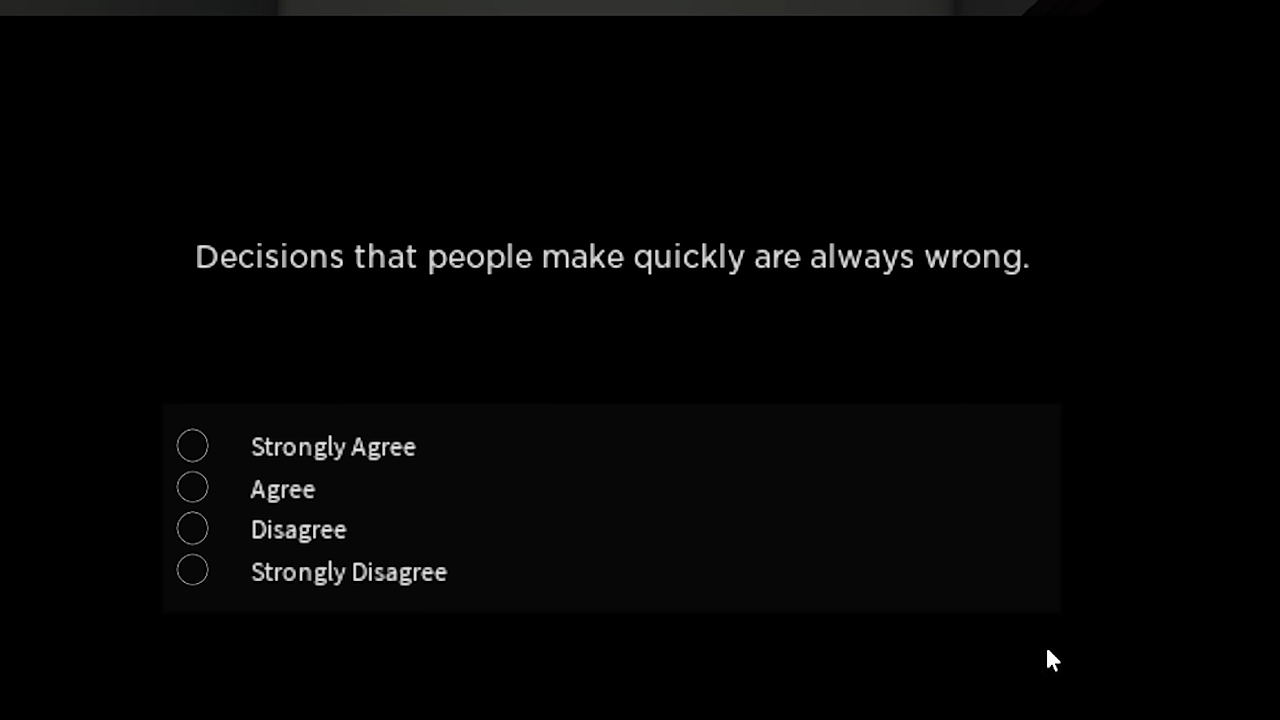 Decisions that people make quickly are always wrong.
Strongly Agree
Agree
Disagree
Strongly Disagree